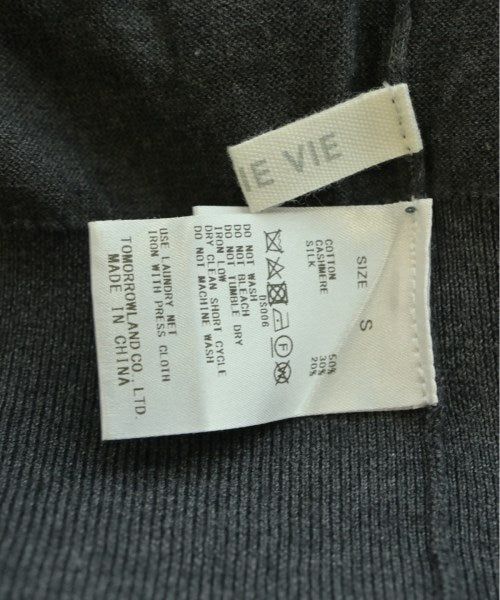 IE VIE
SIZE S
COTTON 50%
CASHMERE 30%
SILK 20%
DS006
DO NOT WASH
DO NOT BLEACH
DO NOT TUMBLE DRY
IRON LOW
DRY CLEAN SHORT CYCLE
DO NOT MACHINE WASH
USE LAUNDRY NET
IRON WITH PRESS CLOTH
TOMORROWLAND CO., LTD.
MADE IN CHINA